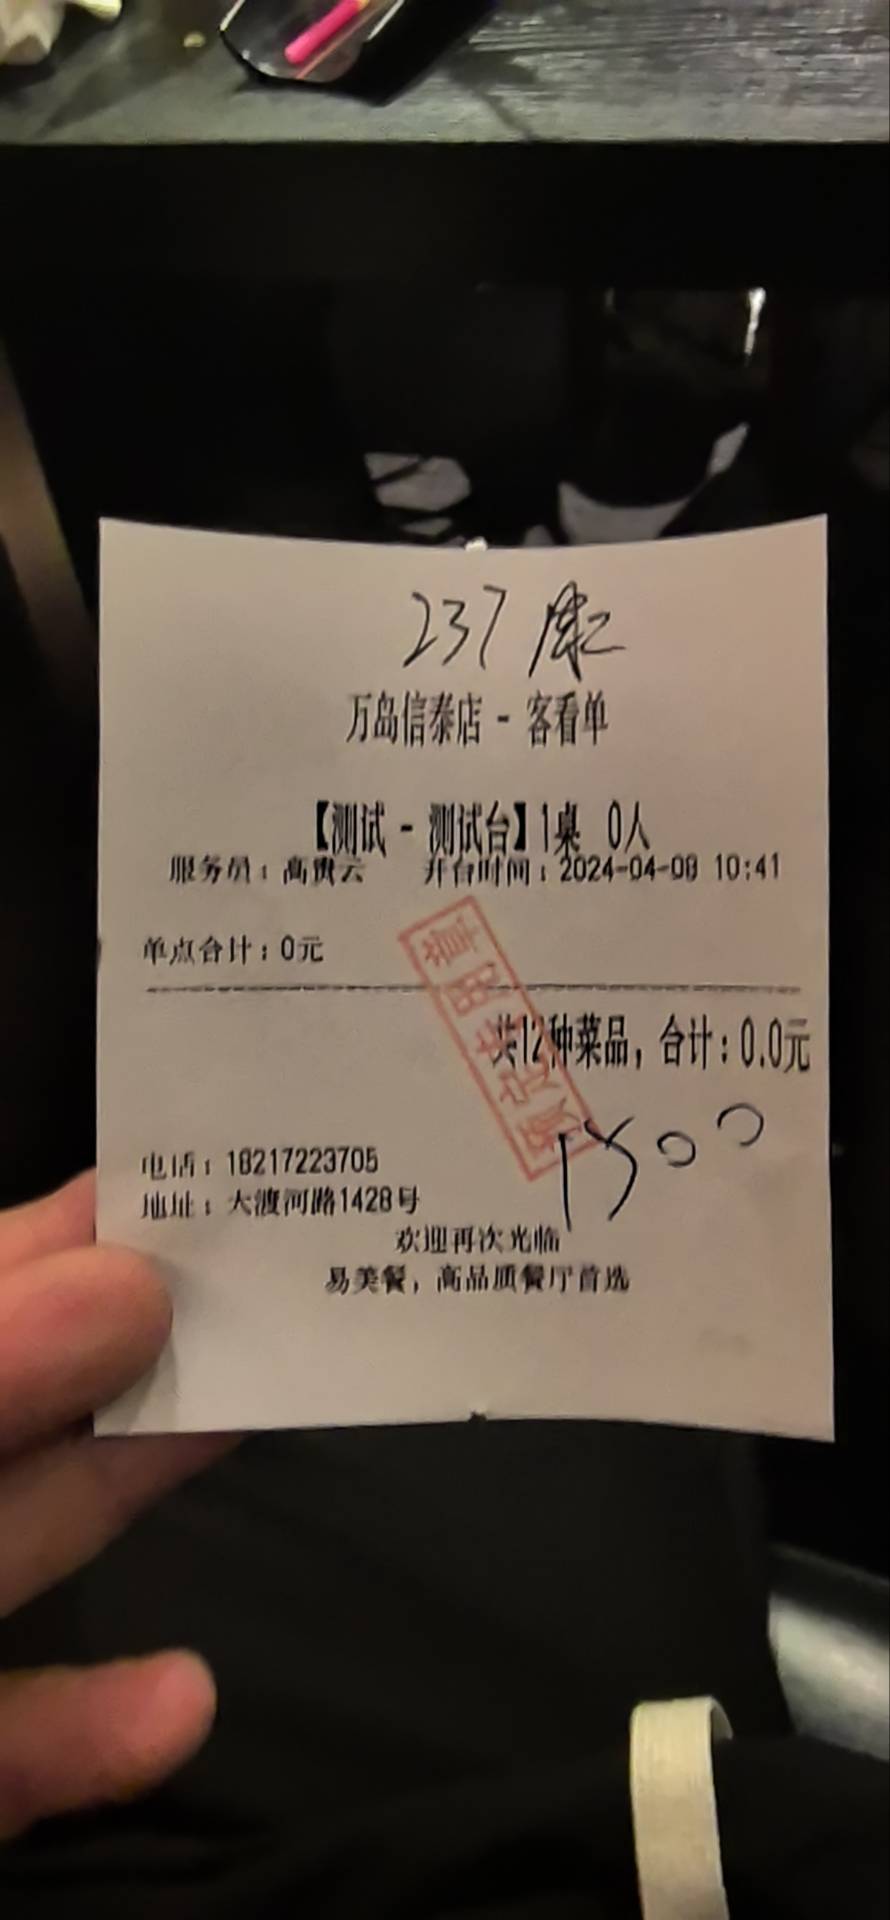 237 康
万岛信泰店 - 客看单
【测试 - 测试台】1桌 0人
服务员：高贵云 开台时间：2024-04-08 10:41
单点合计：0元
共12种菜品，合计：0.0元
1500
电话：18217223705
地址：大渡河路1428号
欢迎再次光临
易美餐，高品质餐厅首选